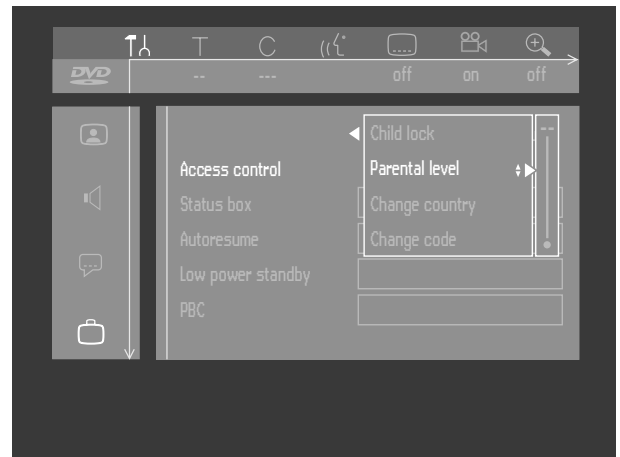 T C
DVD -- --- off on off
Child lock --
Access control Parental level
Status box Change country
Autoresume Change code
Low power standby
PBC